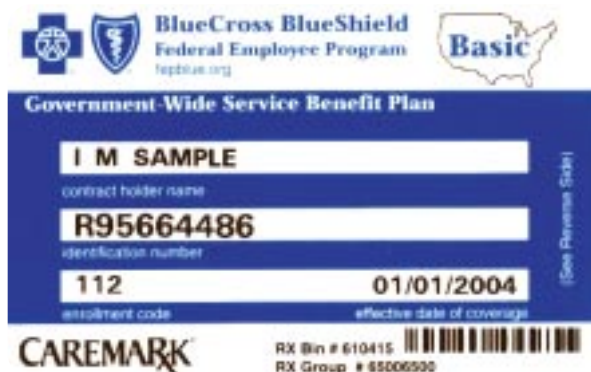 BlueCross BlueShield
Federal Employee Program
fepblue.org
Basic
Government-Wide Service Benefit Plan
I M SAMPLE
contract holder name
R95664486
identification number
112 01/01/2004
enrollment code effective date of coverage
(See Reverse Side)
CAREMARK
RX Bin # 610415
RX Group # 65006500